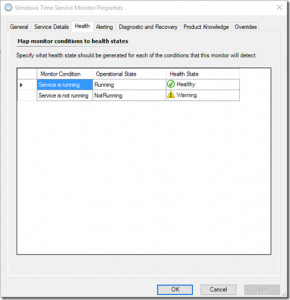 Windows Time Service Monitor Properties
General Service Details Health Alerting Diagnostic and Recovery Product Knowledge Overrides
Map monitor conditions to health states
Specify what health state should be generated for each of the conditions that this monitor will detect:
Monitor Condition Operational State Health State
Service is running Running Healthy
Service is not running NotRunning Warning
OK Cancel Apply